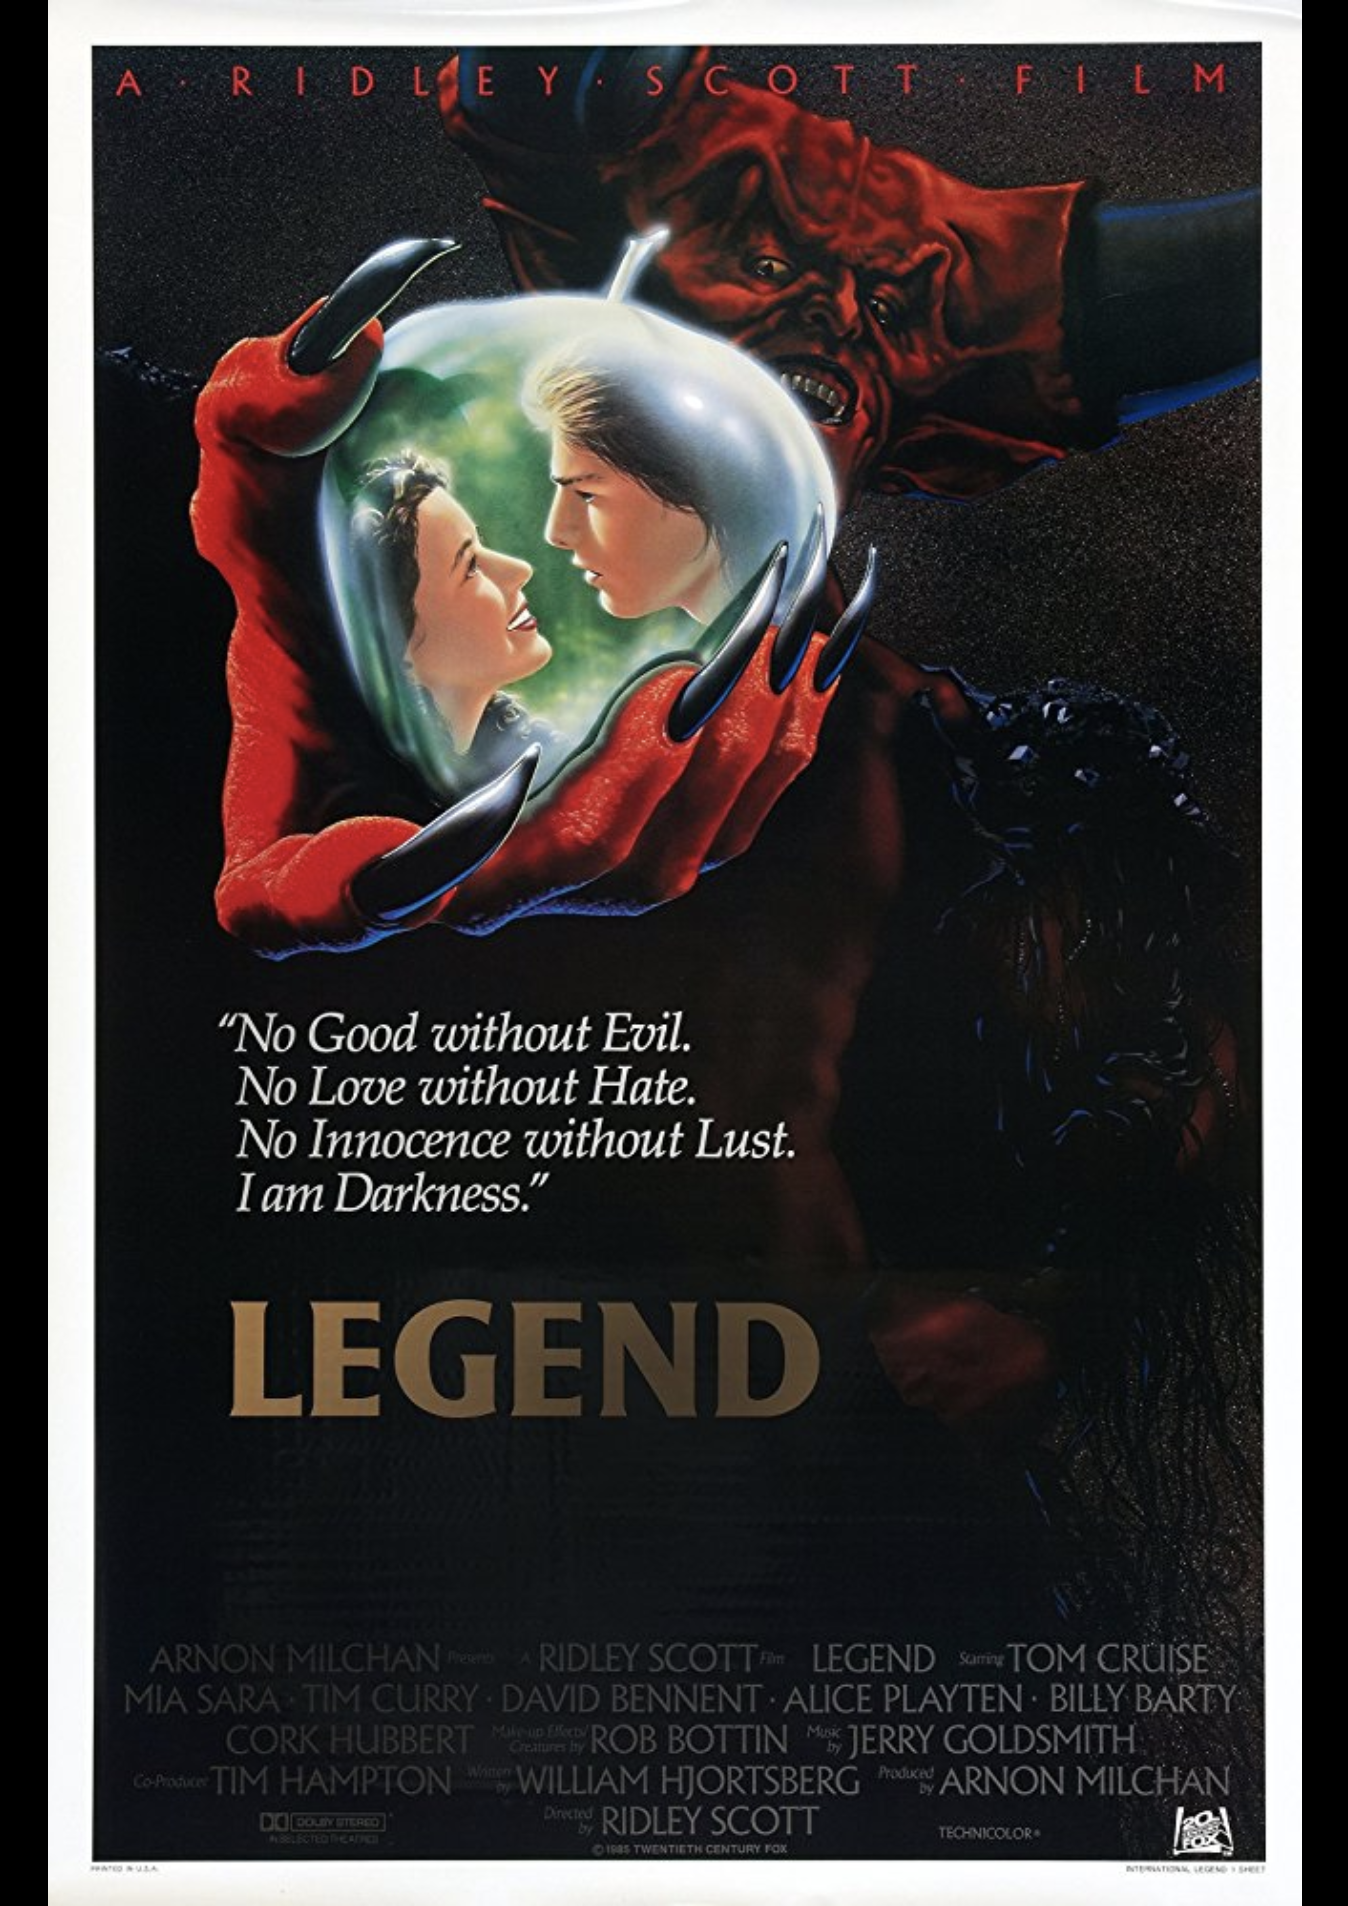 A · RIDLEY · SCOTT · FILM
“No Good without Evil.
No Love without Hate.
No Innocence without Lust.
I am Darkness.”
LEGEND
ARNON MILCHAN Presents A RIDLEY SCOTT Film LEGEND Starring TOM CRUISE
MIA SARA · TIM CURRY · DAVID BENNENT · ALICE PLAYTEN · BILLY BARTY
CORK HUBBERT Make-up Effects/Creatures by ROB BOTTIN Music by JERRY GOLDSMITH
Co-Producer TIM HAMPTON Written by WILLIAM HJORTSBERG Produced by ARNON MILCHAN
Directed by RIDLEY SCOTT
DOLBY STEREO
IN SELECTED THEATRES
TECHNICOLOR®
20th CENTURY FOX
© 1985 TWENTIETH CENTURY FOX
PRINTED IN U.S.A.
INTERNATIONAL LEGEND 1 SHEET